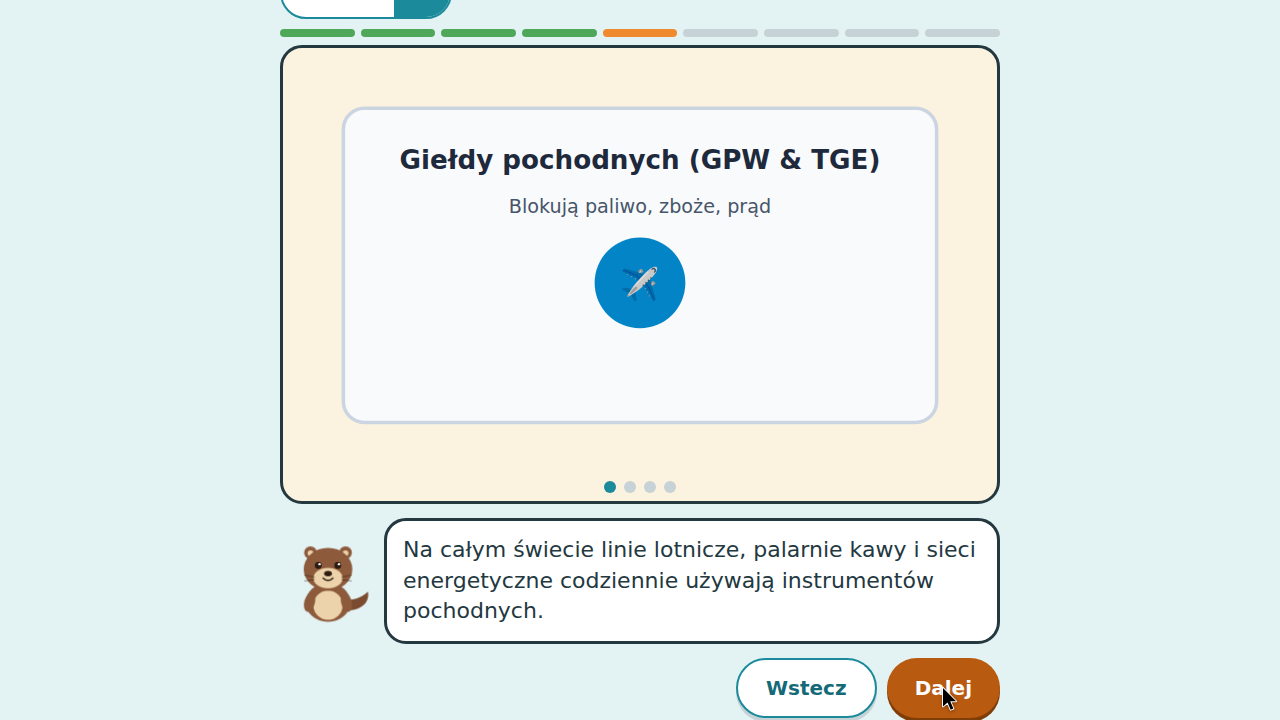 Giełdy pochodnych (GPW & TGE)
Blokują paliwo, zboże, prąd
Na całym świecie linie lotnicze, palarnie kawy i sieci
energetyczne codziennie używają instrumentów
pochodnych.
Wstecz
Dalej